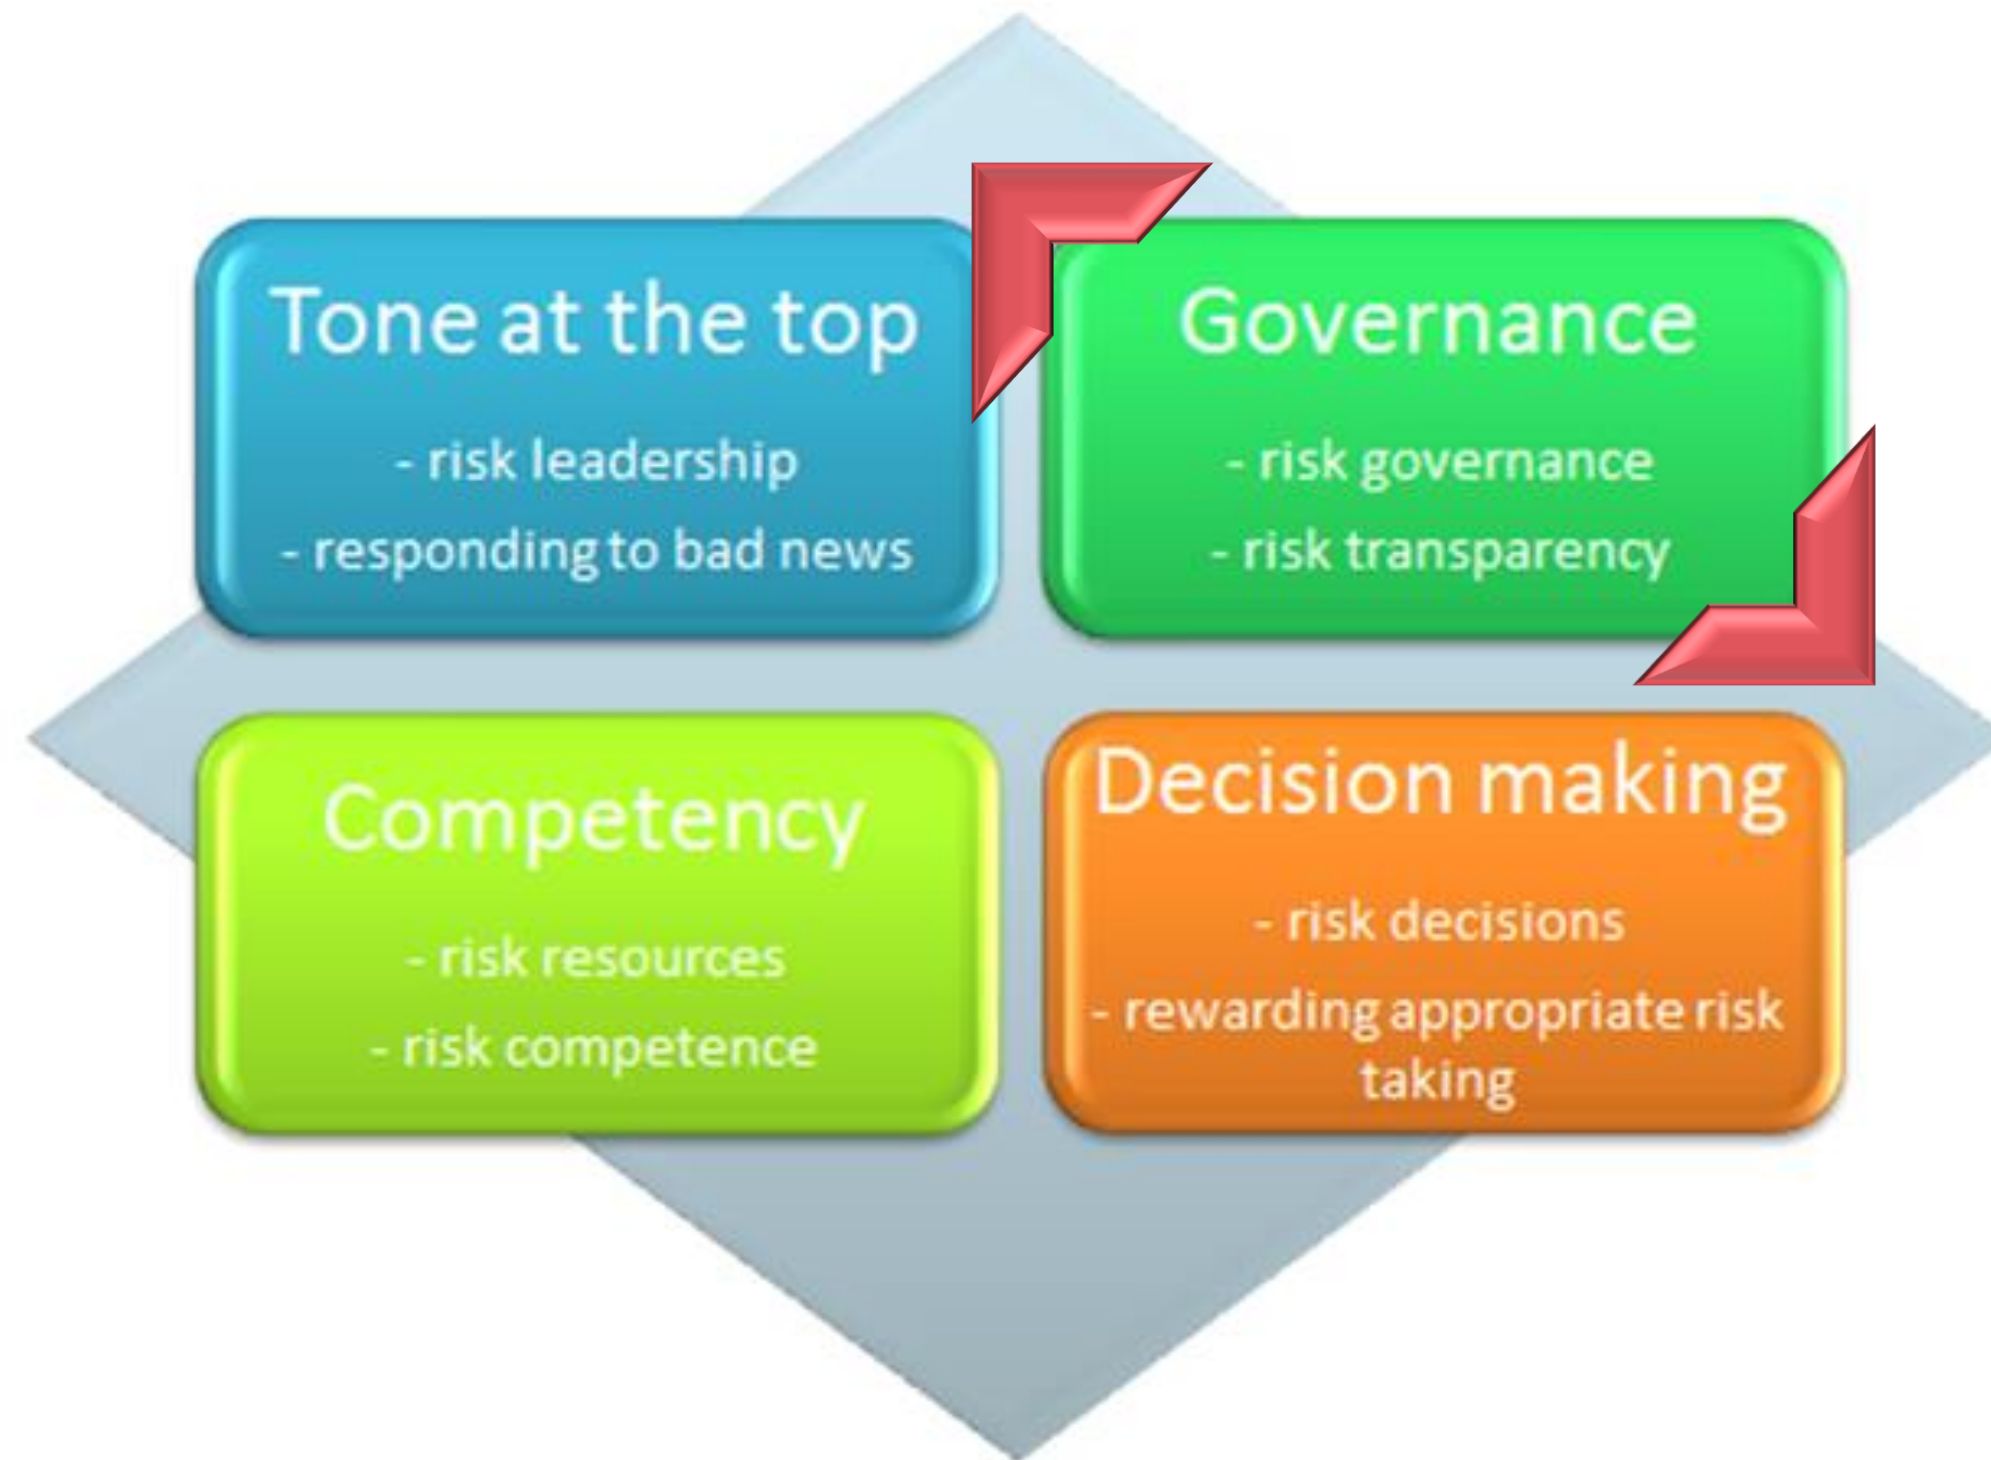 Tone at the top
- risk leadership
- responding to bad news
Governance
- risk governance
- risk transparency
Competency
- risk resources
- risk competence
Decision making
- risk decisions
- rewarding appropriate risk
taking